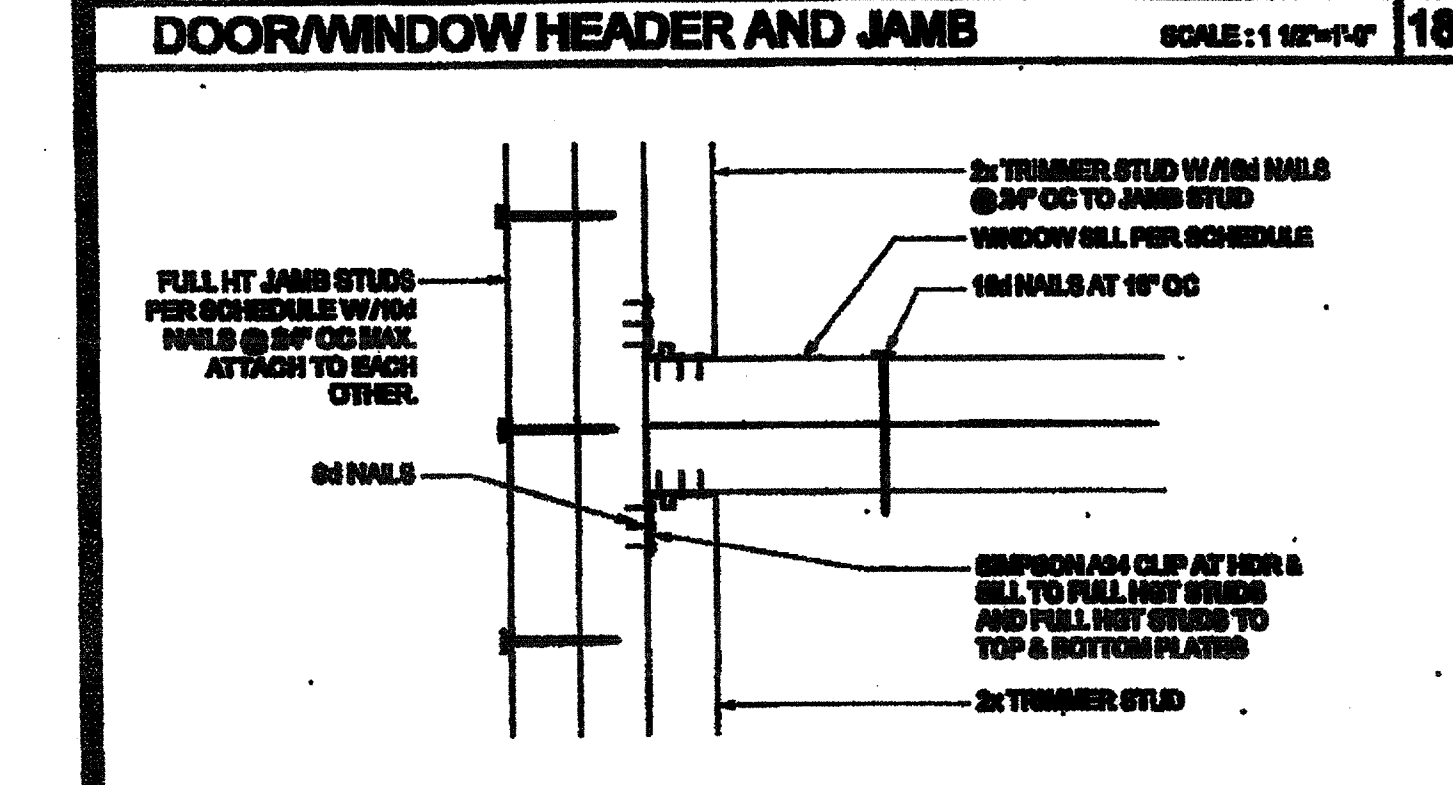 DOOR/WINDOW HEADER AND JAMB
SCALE : 1 1/2"=1'-0"
2x TRIMMER STUD W/16d NAILS
@ 24" OC TO JAMB STUD
WINDOW SILL PER SCHEDULE
16d NAILS AT 16" OC
FULL HT JAMB STUDS
PER SCHEDULE W/10d
NAILS @ 24" OC MAX.
ATTACH TO EACH
OTHER.
8d NAILS
SIMPSON A34 CLIP AT HDR &
SILL TO FULL HGT STUDS
AND FULL HGT STUDS TO
TOP & BOTTOM PLATES
2x TRIMMER STUD